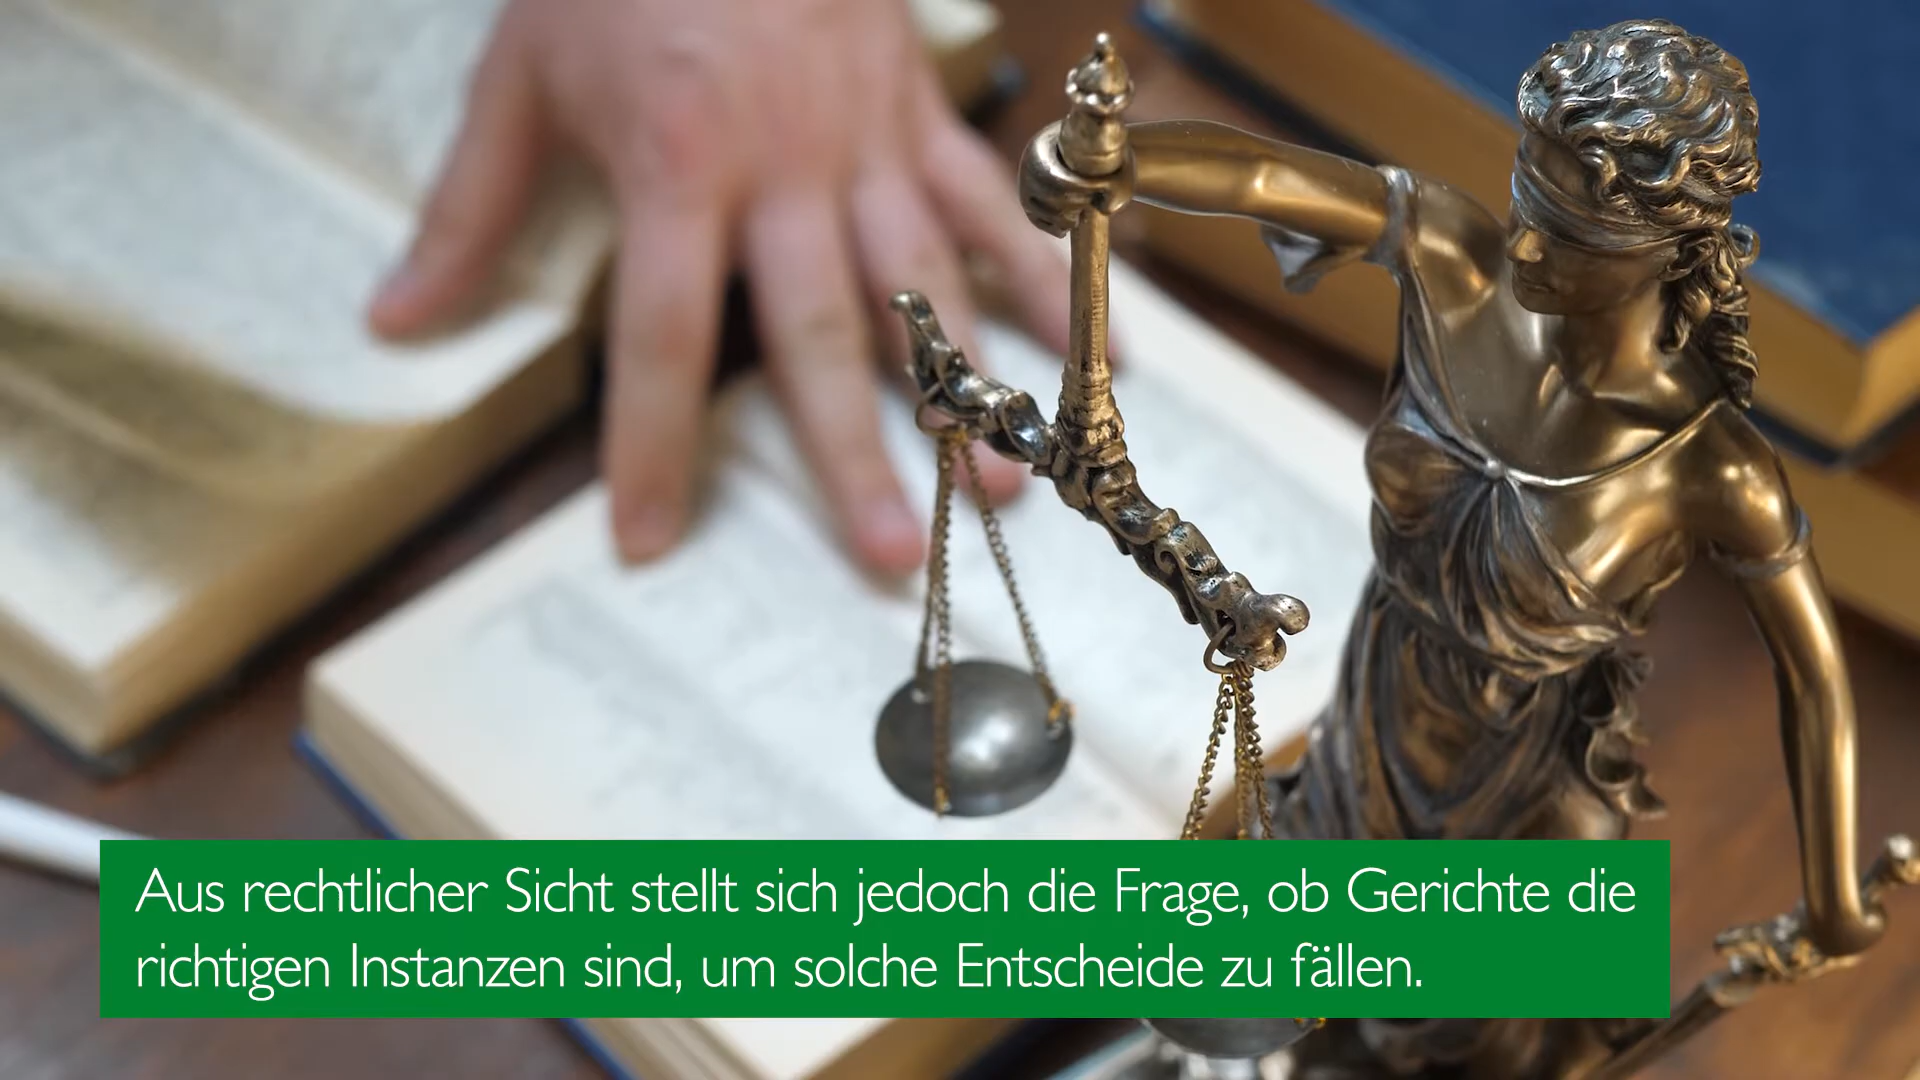 Aus rechtlicher Sicht stellt sich jedoch die Frage, ob Gerichte die
richtigen Instanzen sind, um solche Entscheide zu fällen.